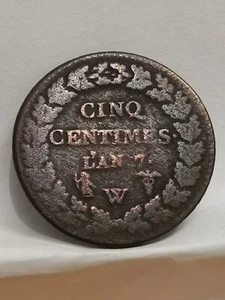 CINQ
CENTIMES.
L'AN 7.
W